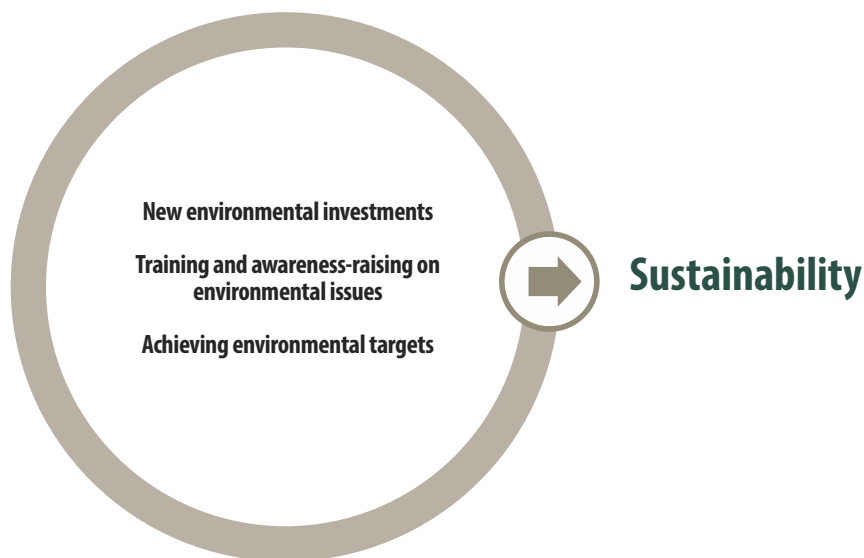 New environmental investments
Training and awareness-raising on
environmental issues
Achieving environmental targets
Sustainability